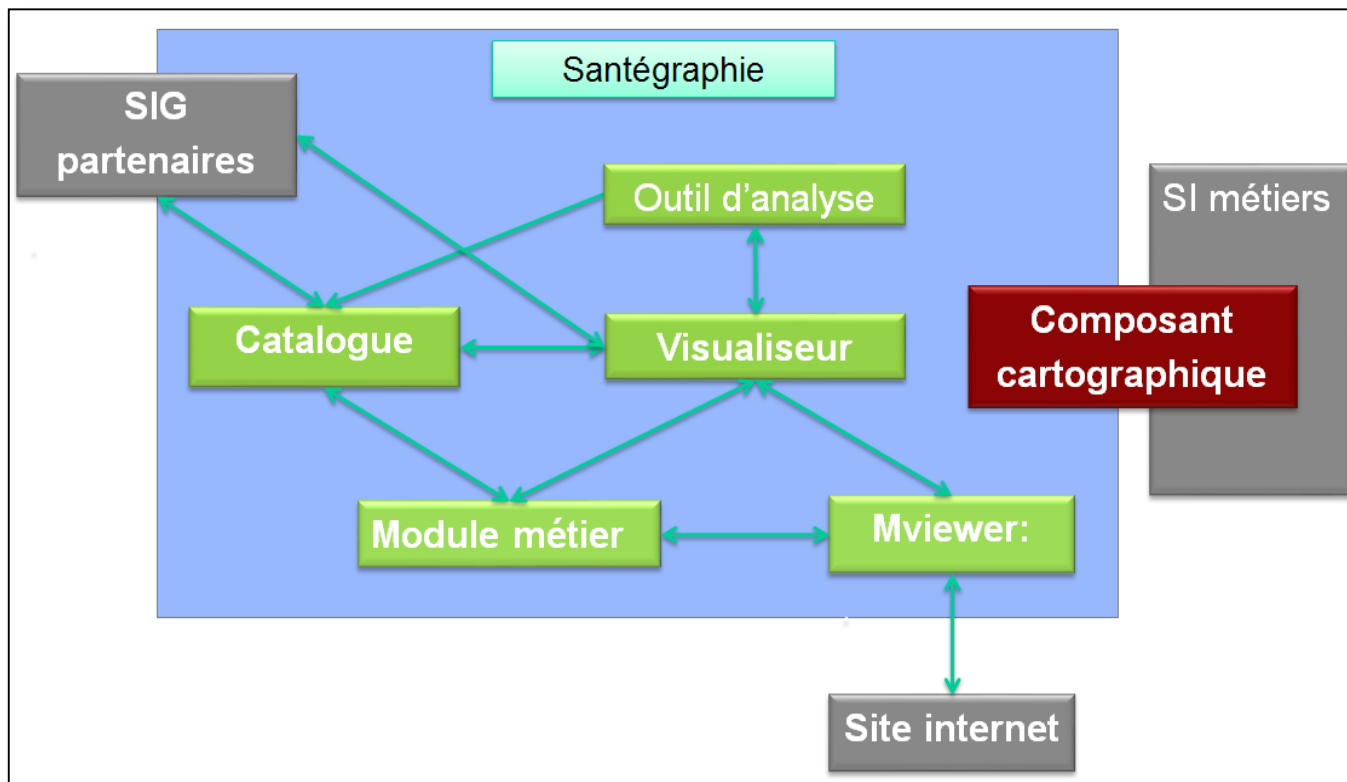 Santégraphie
SIG
partenaires
Outil d’analyse
SI métiers
Catalogue
Visualiseur
Composant
cartographique
Module métier
Mviewer:
Site internet